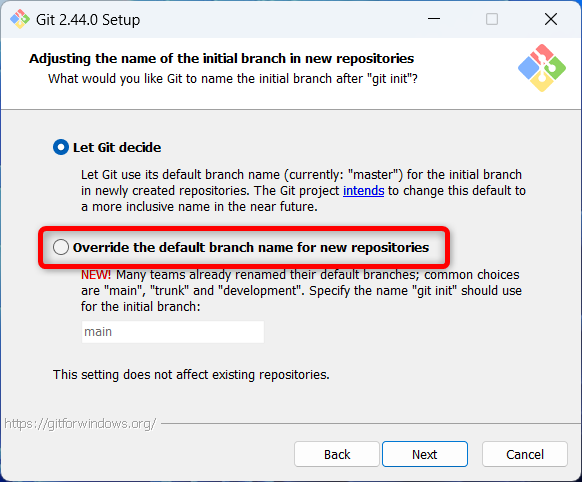 Git 2.44.0 Setup
Adjusting the name of the initial branch in new repositories
What would you like Git to name the initial branch after "git init"?
Let Git decide
Let Git use its default branch name (currently: "master") for the initial branch
in newly created repositories. The Git project intends to change this default to
a more inclusive name in the near future.
Override the default branch name for new repositories
NEW! Many teams already renamed their default branches; common choices
are "main", "trunk" and "development". Specify the name "git init" should use
for the initial branch:
main
This setting does not affect existing repositories.
https://gitforwindows.org/
Back
Next
Cancel